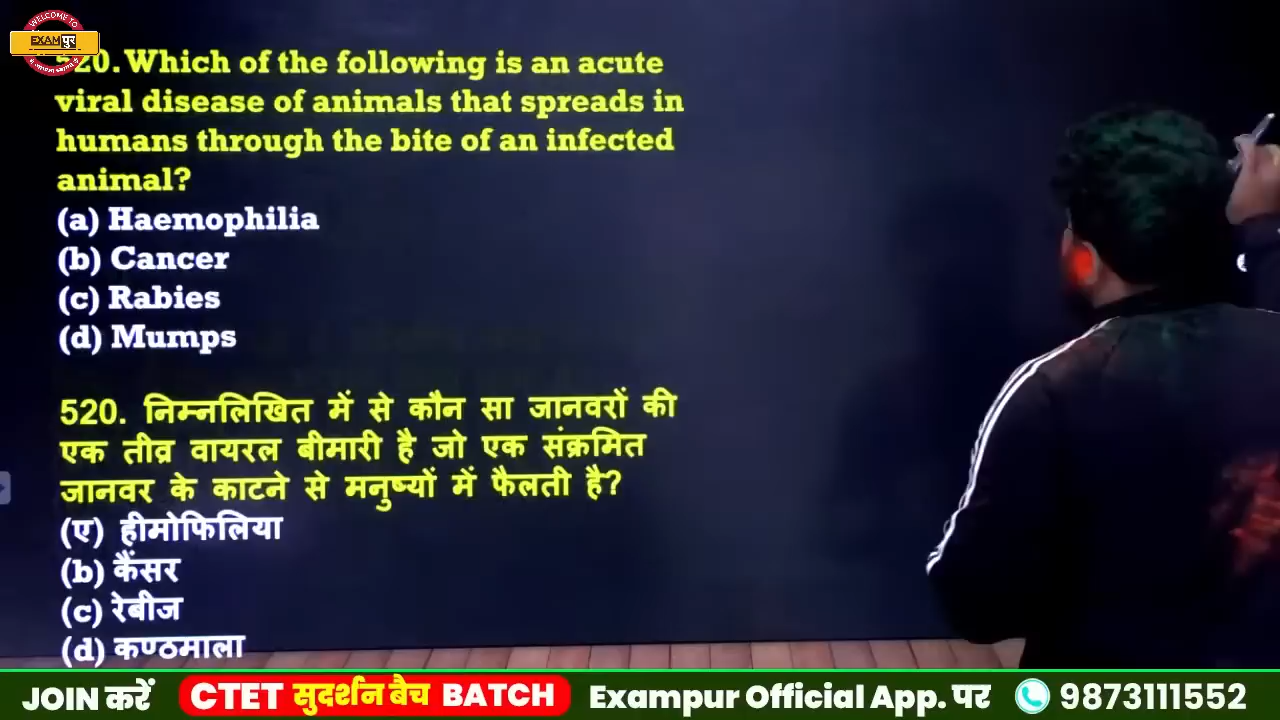 WELCOME TO
EXAM पुर
520. Which of the following is an acute
viral disease of animals that spreads in
humans through the bite of an infected
animal?
(a) Haemophilia
(b) Cancer
(c) Rabies
(d) Mumps
520. निम्नलिखित में से कौन सा जानवरों की
एक तीव्र वायरल बीमारी है जो एक संक्रमित
जानवर के काटने से मनुष्यों में फैलती है?
(ए) हीमोफिलिया
(b) कैंसर
(c) रेबीज
(d) कण्ठमाला
JOIN करें CTET सुदर्शन बैच BATCH Exampur Official App. पर 9873111552